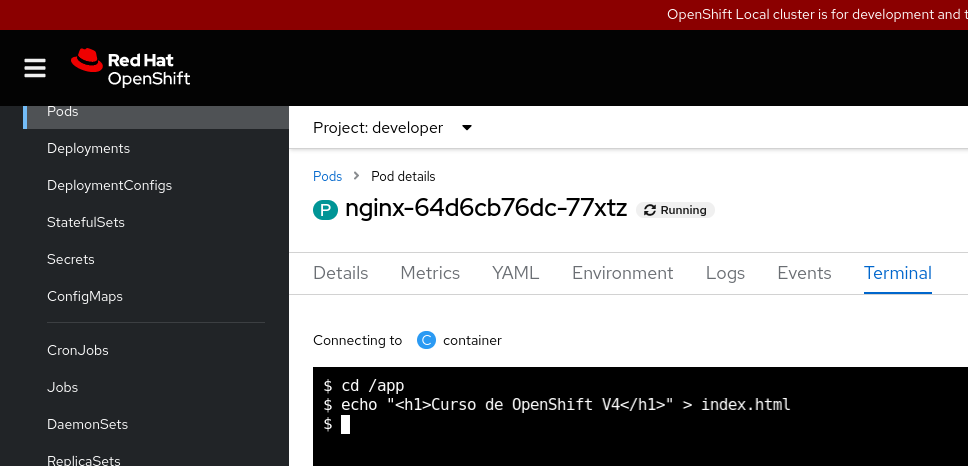 OpenShift Local cluster is for development and t
Red Hat
OpenShift
Pods
Deployments
DeploymentConfigs
StatefulSets
Secrets
ConfigMaps
CronJobs
Jobs
DaemonSets
ReplicaSets
Project: developer
Pods > Pod details
P nginx-64d6cb76dc-77xtz Running
Details Metrics YAML Environment Logs Events Terminal
Connecting to C container
$ cd /app
$ echo "<h1>Curso de OpenShift V4</h1>" > index.html
$